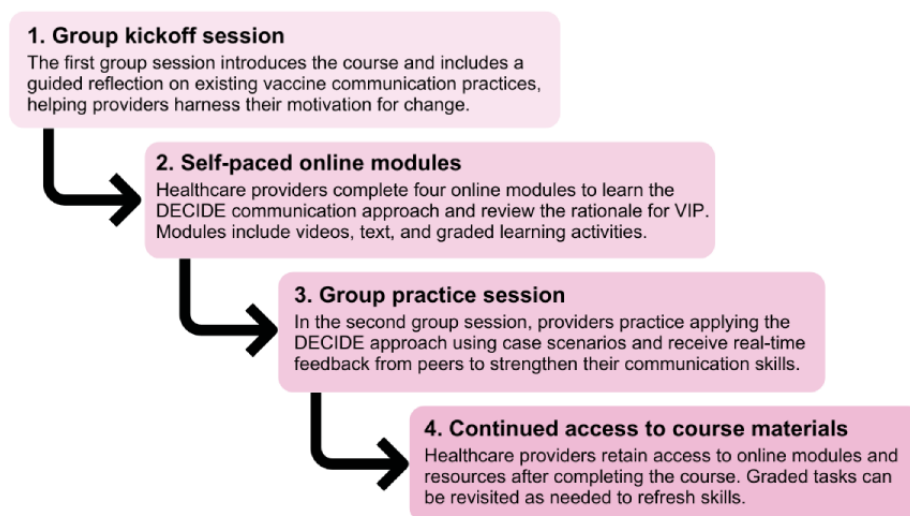 1. Group kickoff session
The first group session introduces the course and includes a
guided reflection on existing vaccine communication practices,
helping providers harness their motivation for change.
2. Self-paced online modules
Healthcare providers complete four online modules to learn the
DECIDE communication approach and review the rationale for VIP.
Modules include videos, text, and graded learning activities.
3. Group practice session
In the second group session, providers practice applying the
DECIDE approach using case scenarios and receive real-time
feedback from peers to strengthen their communication skills.
4. Continued access to course materials
Healthcare providers retain access to online modules and
resources after completing the course. Graded tasks can
be revisited as needed to refresh skills.